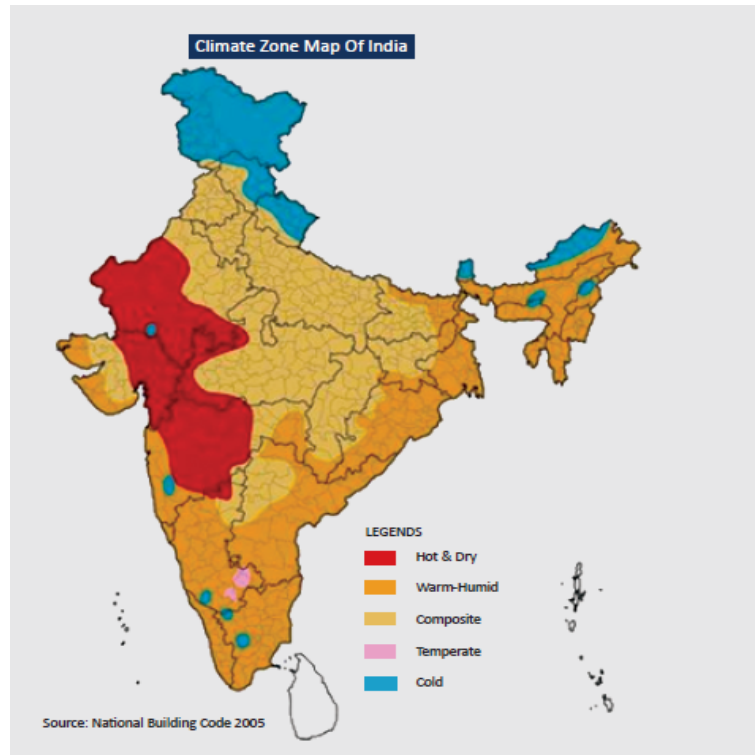 Climate Zone Map Of India
LEGENDS
Hot & Dry
Warm-Humid
Composite
Temperate
Cold
Source: National Building Code 2005